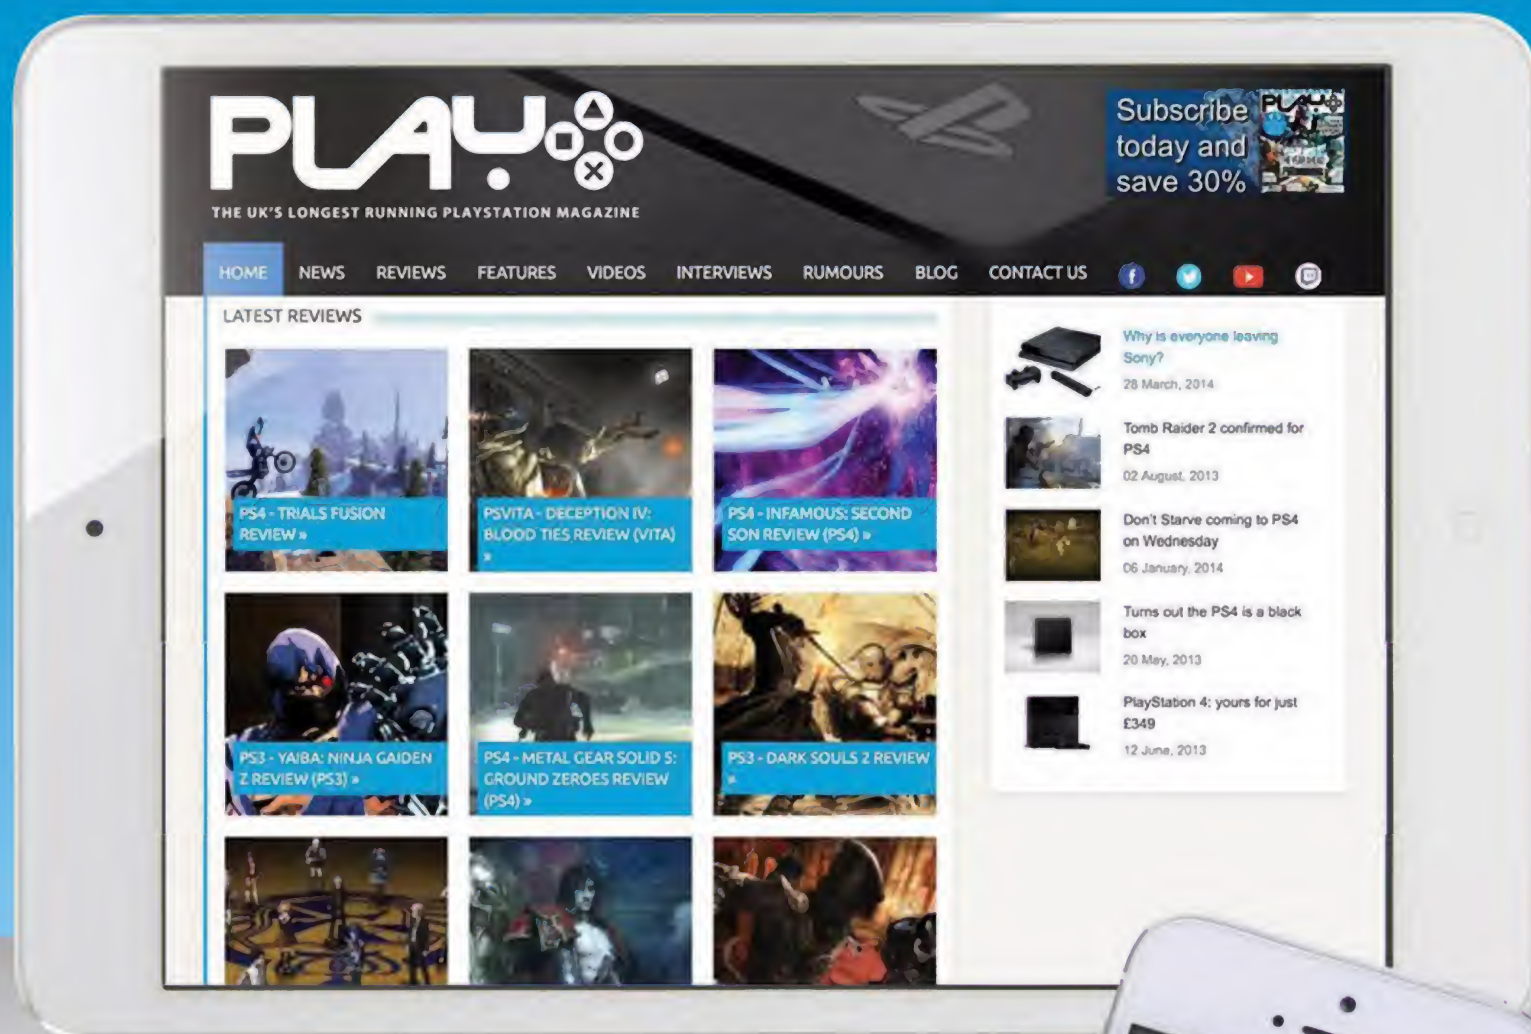 PLAY
THE UK'S LONGEST RUNNING PLAYSTATION MAGAZINE
Subscribe
today and
save 30%
HOME NEWS REVIEWS FEATURES VIDEOS INTERVIEWS RUMOURS BLOG CONTACT US
LATEST REVIEWS
PS4 - TRIALS FUSION
REVIEW »
PSVITA - DECEPTION IV:
BLOOD TIES REVIEW (VITA)
»
PS4 - INFAMOUS: SECOND
SON REVIEW (PS4) »
PS3 - YAIBA: NINJA GAIDEN
Z REVIEW (PS3) »
PS4 - METAL GEAR SOLID 5:
GROUND ZEROES REVIEW
(PS4) »
PS3 - DARK SOULS 2 REVIEW
»
Why is everyone leaving
Sony?
28 March, 2014
Tomb Raider 2 confirmed for
PS4
02 August, 2013
Don't Starve coming to PS4
on Wednesday
06 January, 2014
Turns out the PS4 is a black
box
20 May, 2013
PlayStation 4: yours for just
£349
12 June, 2013